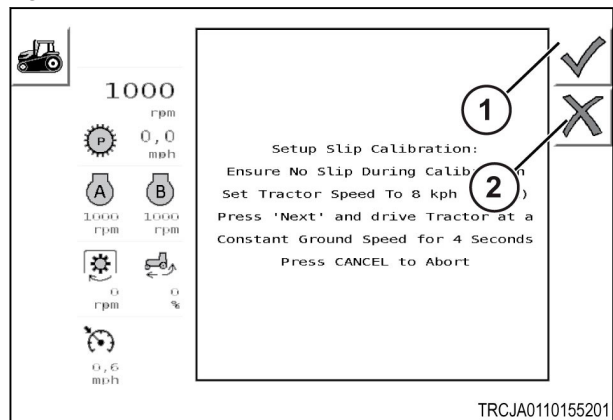 1000
rpm
P
0,0
mph
A
B
1000
rpm
1000
rpm
0
rpm
0
%
0,6
mph
Setup Slip Calibration:
Ensure No Slip During
Set Tractor Speed To 8 kph
Press 'Next' and drive Tractor at a
Constant Ground Speed for 4 Seconds
Press CANCEL to Abort
1
2
TRCJA0110155201